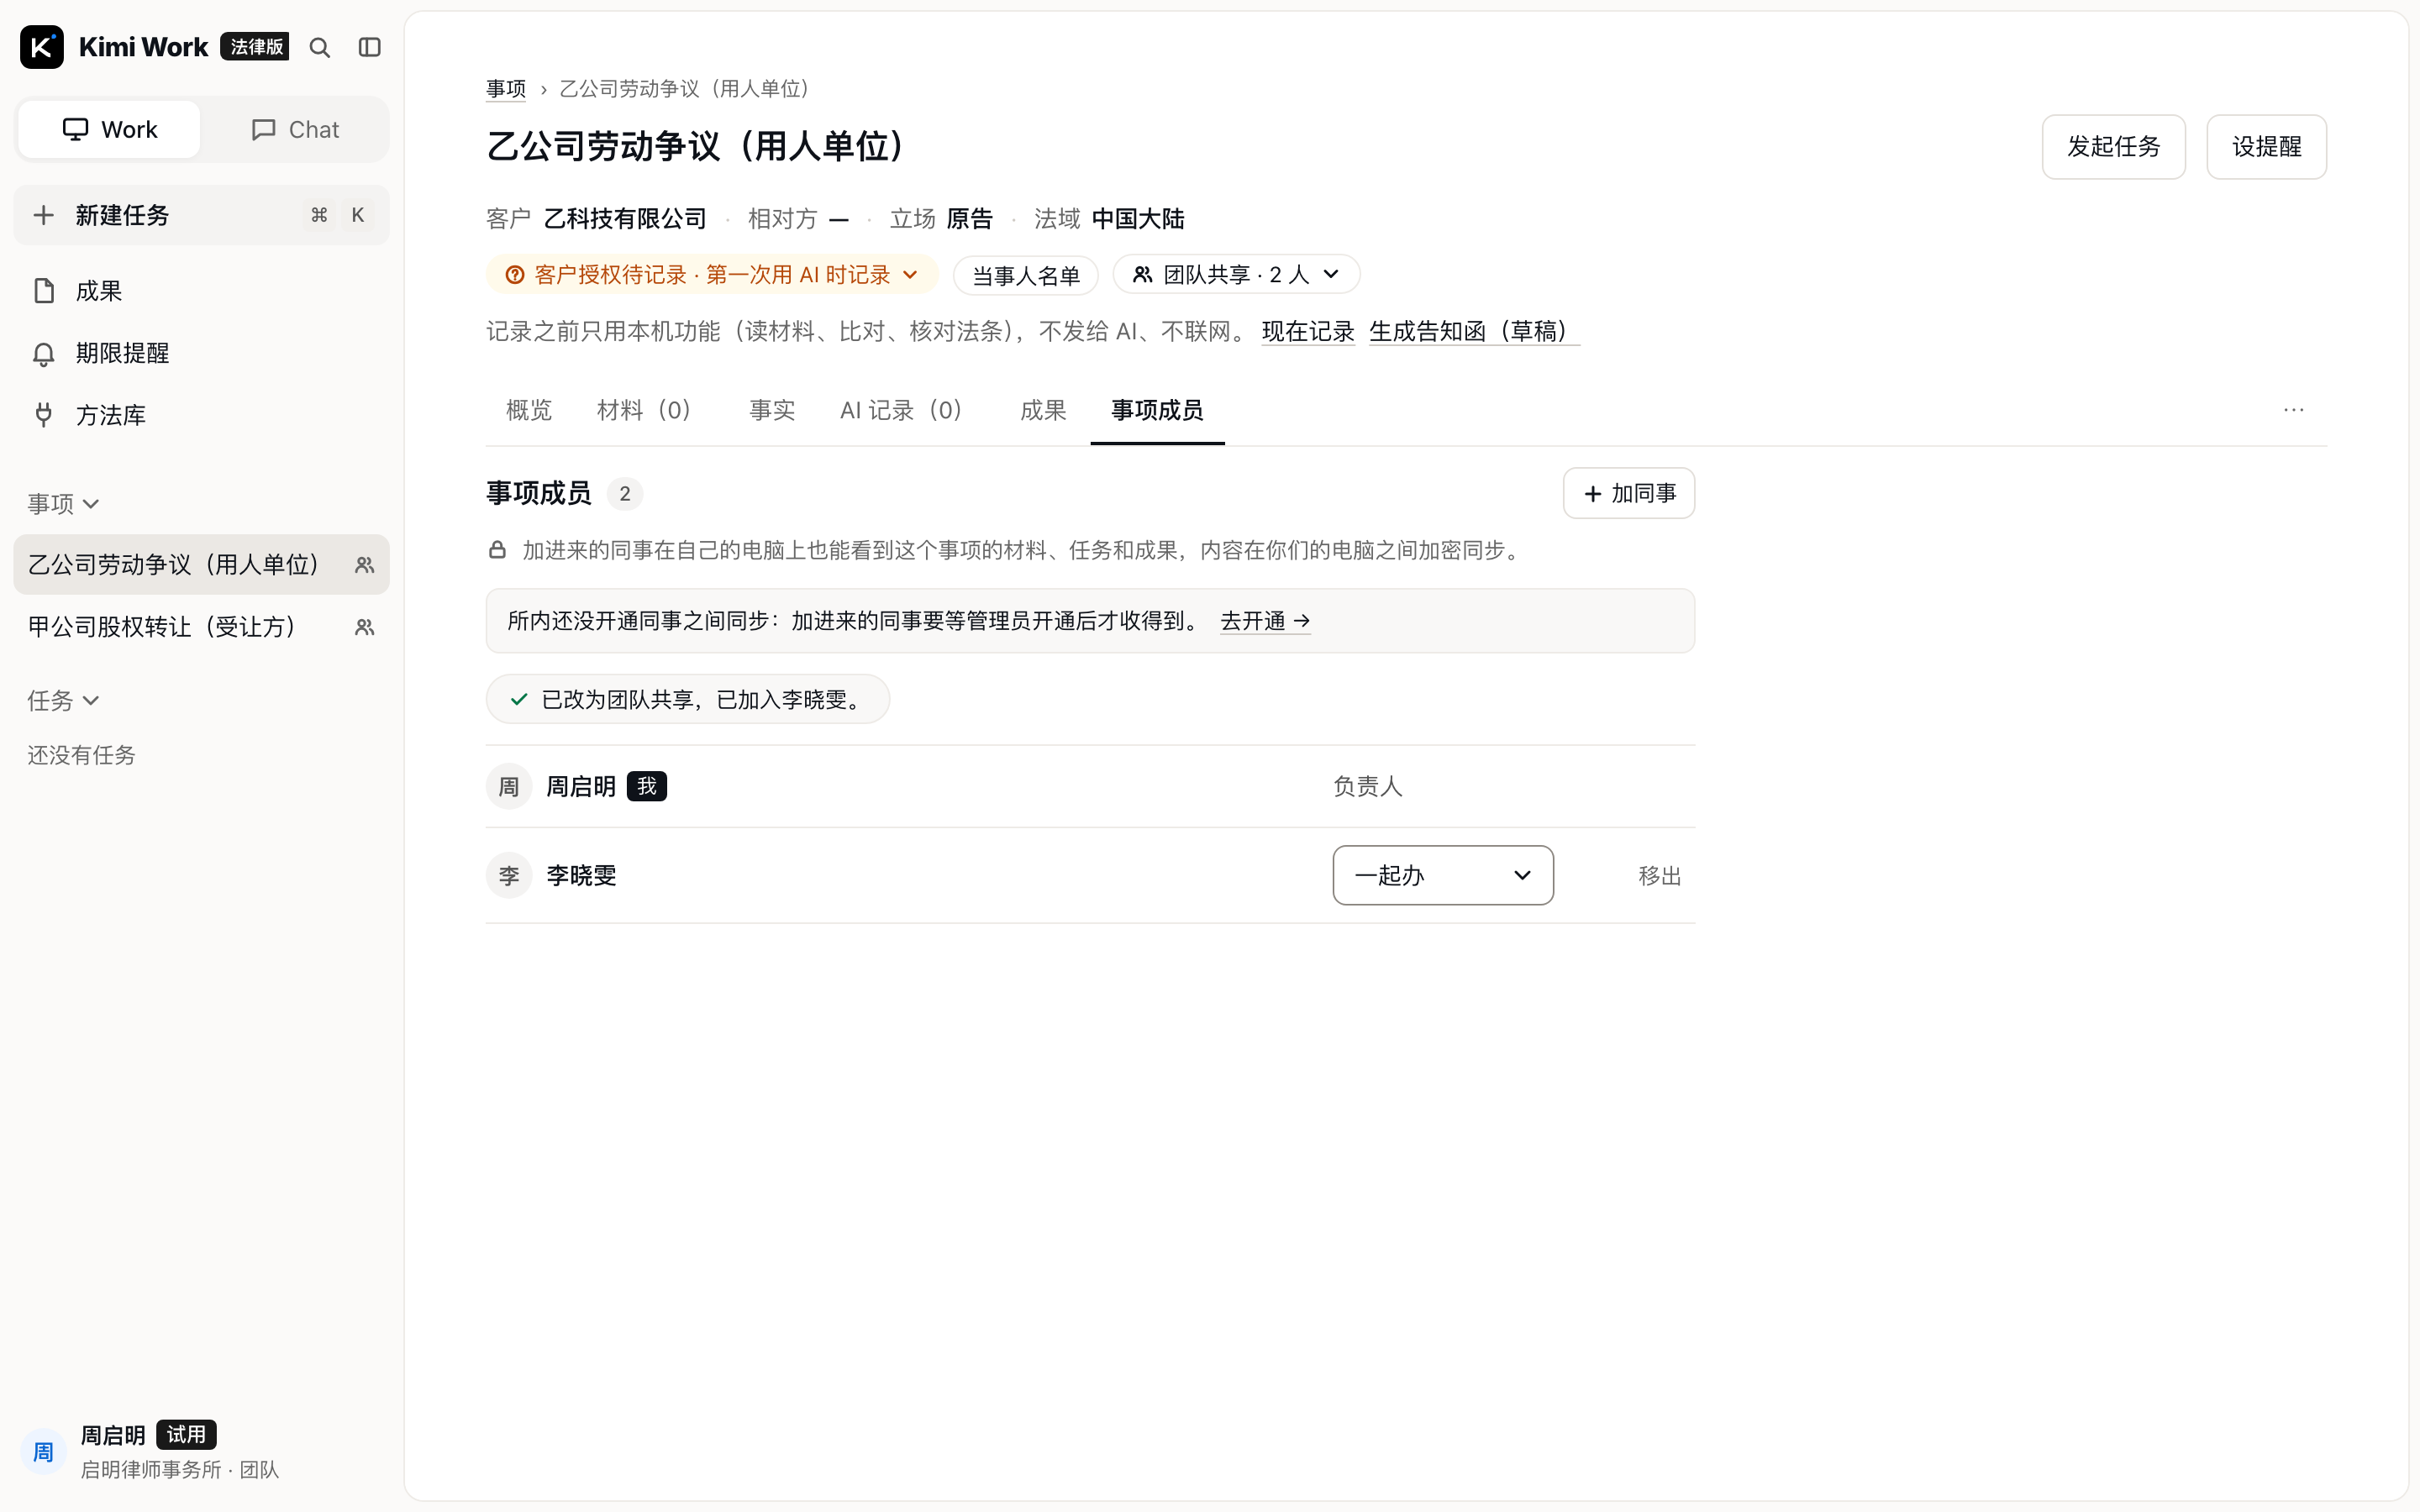 Kimi Work 法律版
Work
Chat
新建任务 ⌘ K
成果
期限提醒
方法库
事项
乙公司劳动争议（用人单位）
甲公司股权转让（受让方）
任务
还没有任务
周 周启明 试用
启明律师事务所 · 团队
事项 › 乙公司劳动争议（用人单位）
乙公司劳动争议（用人单位）
发起任务
设提醒
客户 乙科技有限公司 · 相对方 — · 立场 原告 · 法域 中国大陆
客户授权待记录 · 第一次用 AI 时记录
当事人名单
团队共享 · 2 人
记录之前只用本机功能（读材料、比对、核对法条），不发给 AI、不联网。 现在记录 生成告知函（草稿）
概览 材料（0） 事实 AI 记录（0） 成果 事项成员 ···
事项成员 2
+ 加同事
加进来的同事在自己的电脑上也能看到这个事项的材料、任务和成果，内容在你们的电脑之间加密同步。
所内还没开通同事之间同步：加进来的同事要等管理员开通后才收得到。 去开通 →
已改为团队共享，已加入李晓雯。
周 周启明 我 负责人
李 李晓雯 一起办 移出